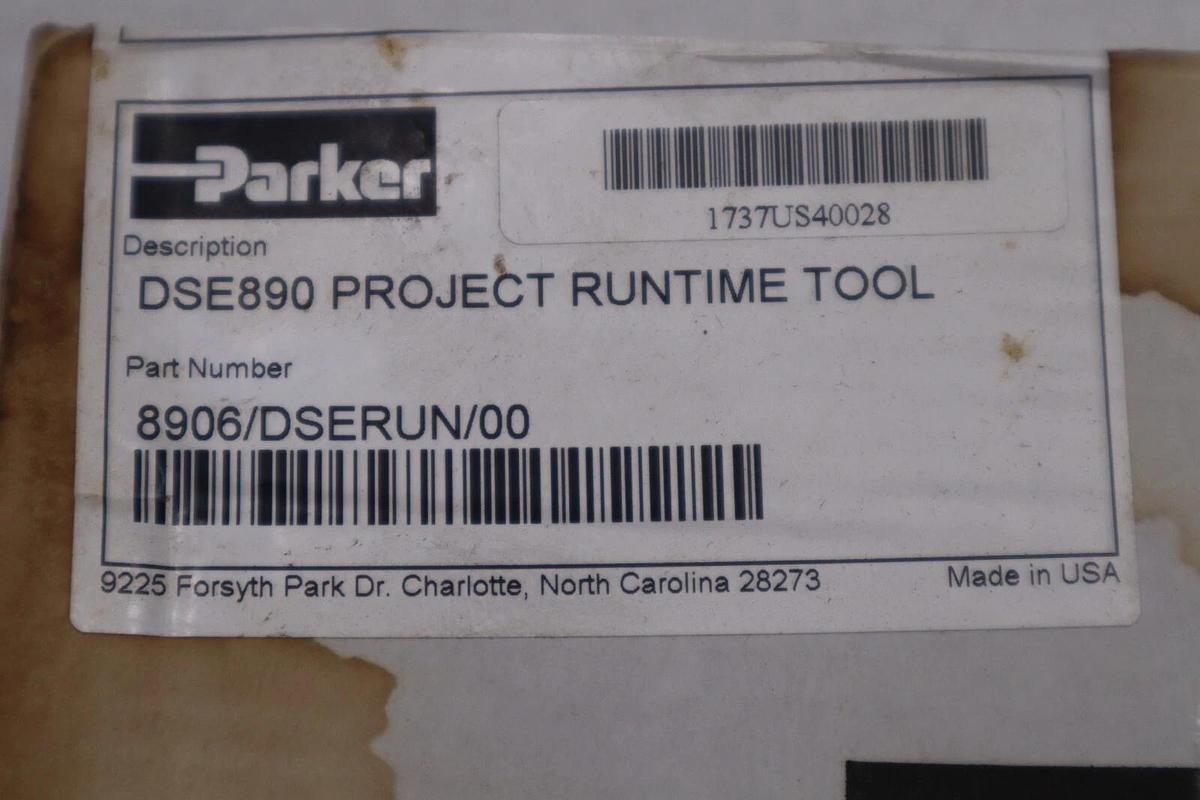 Parker
1737US40028
Description
DSE890 PROJECT RUNTIME TOOL
Part Number
8906/DSERUN/00
9225 Forsyth Park Dr. Charlotte, North Carolina 28273
Made in USA